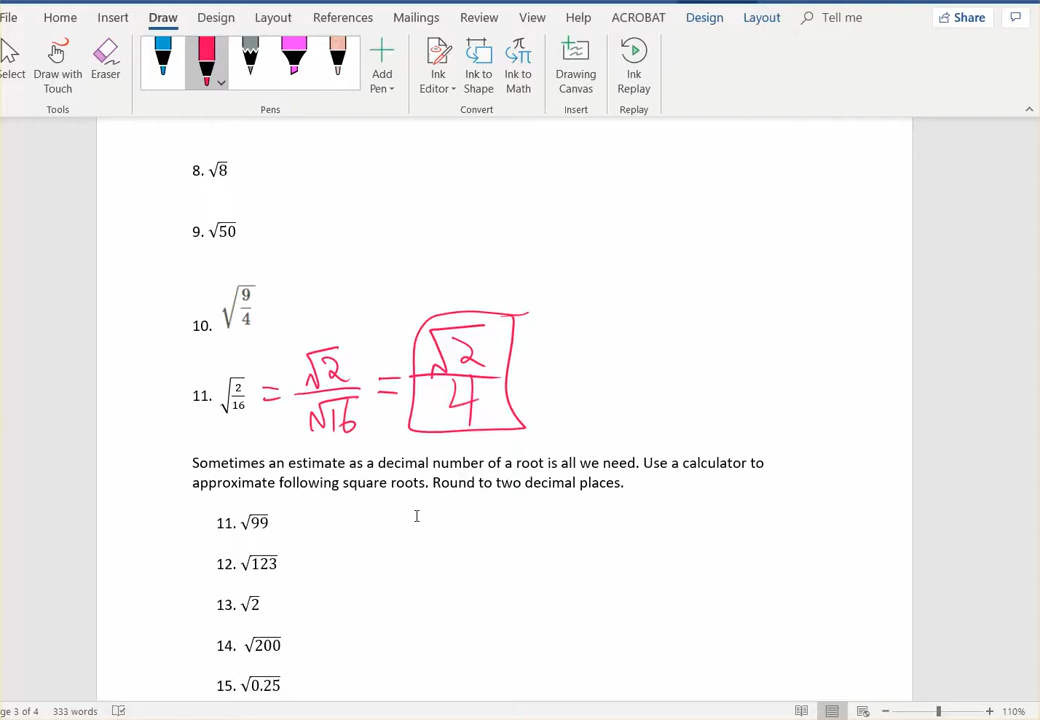 File Home Insert Draw Design Layout References Mailings Review View Help ACROBAT Design Layout Tell me Share
Select Draw with Touch Eraser Add Pen Ink Editor Ink to Shape Ink to Math Drawing Canvas Ink Replay
Tools Pens Convert Insert Replay
8. √8
9. √50
10. √(9/4)
11. √(2/16) = √2/√16 = √2/4
Sometimes an estimate as a decimal number of a root is all we need. Use a calculator to
approximate following square roots. Round to two decimal places.
11. √99
12. √123
13. √2
14. √200
15. √0.25
ge 3 of 4 333 words 110%